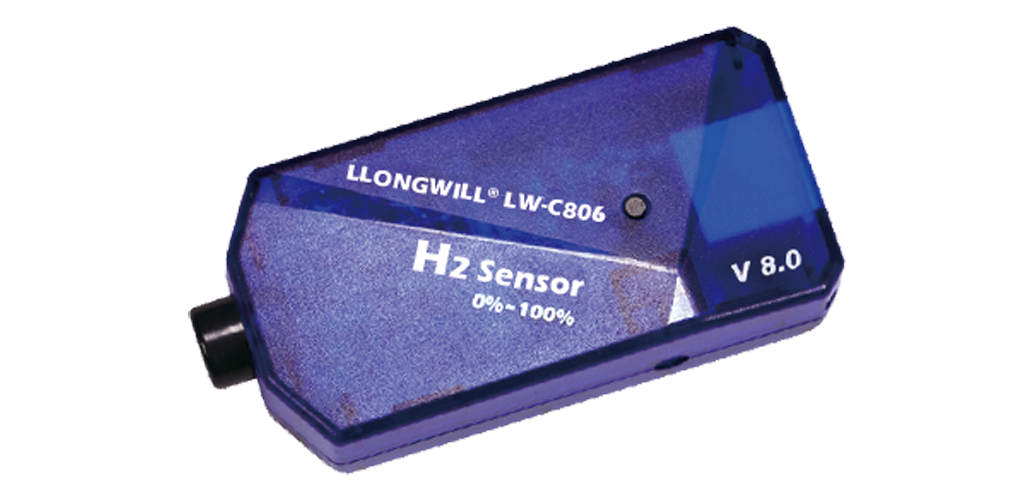 LLONGWILL® LW-C806
H2 Sensor
0%~100%
V 8.0